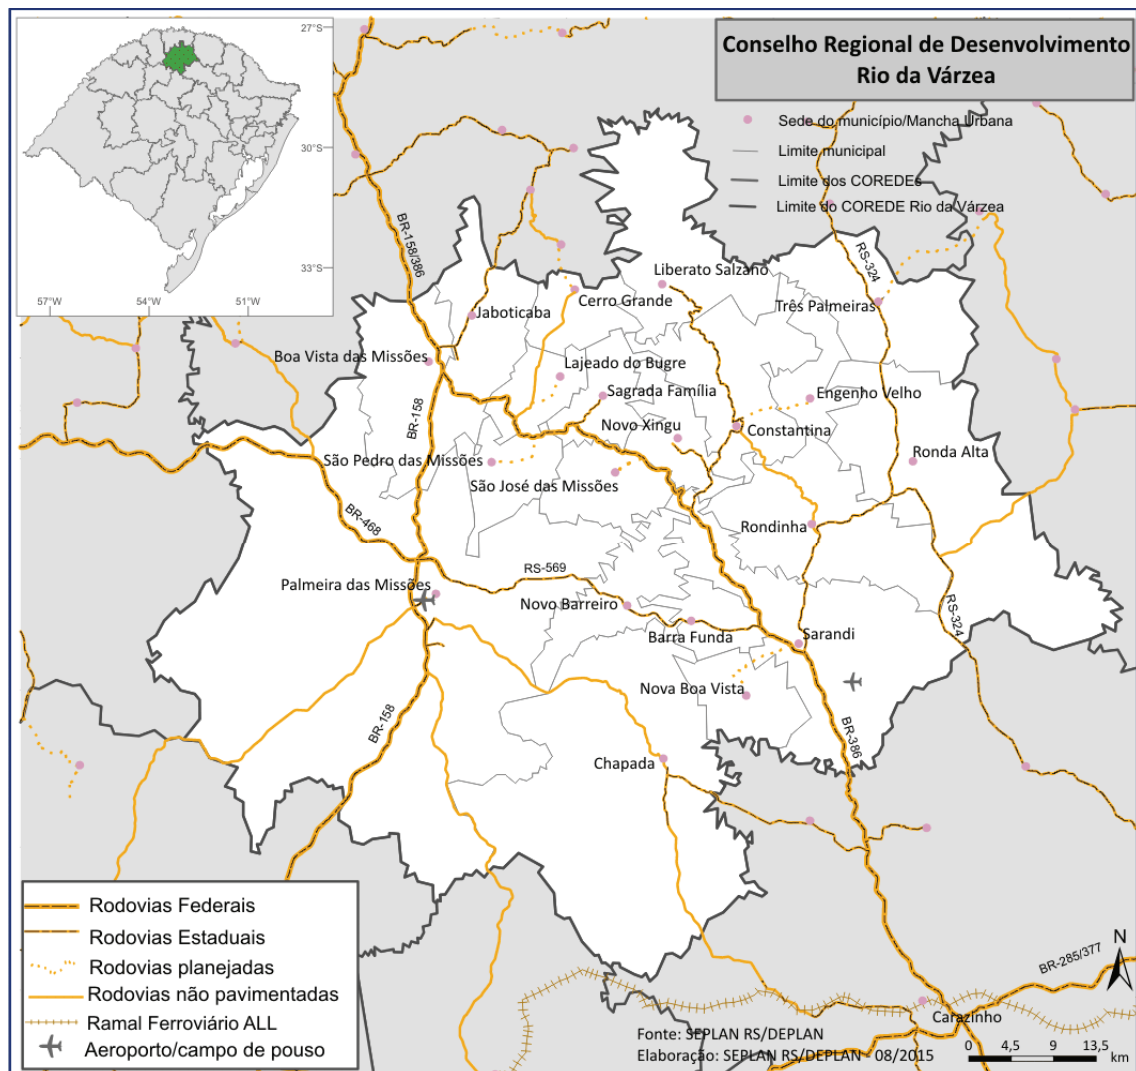 27°S
30°S
33°S
57°W
54°W
51°W
Conselho Regional de Desenvolvimento
Rio da Várzea
Sede do município/Mancha Urbana
Limite municipal
Limite dos COREDEs
Limite do COREDE Rio da Várzea
BR-158/386
RS-324
Liberato Salzano
Cerro Grande
Três Palmeiras
Jaboticaba
Boa Vista das Missões
Lajeado do Bugre
Sagrada Família
Engenho Velho
BR-158
Novo Xingu
Constantina
São Pedro das Missões
Ronda Alta
São José das Missões
BR-468
Rondinha
RS-569
Palmeira das Missões
Novo Barreiro
RS-324
Barra Funda
Sarandi
Nova Boa Vista
BR-158
BR-386
Chapada
Rodovias Federais
Rodovias Estaduais
Rodovias planejadas
Rodovias não pavimentadas
Ramal Ferroviário ALL
Aeroporto/campo de pouso
N
BR-285/377
Carazinho
Fonte: SEPLAN RS/DEPLAN
Elaboração: SEPLAN RS/DEPLAN - 08/2015
0 4,5 9 13,5
km